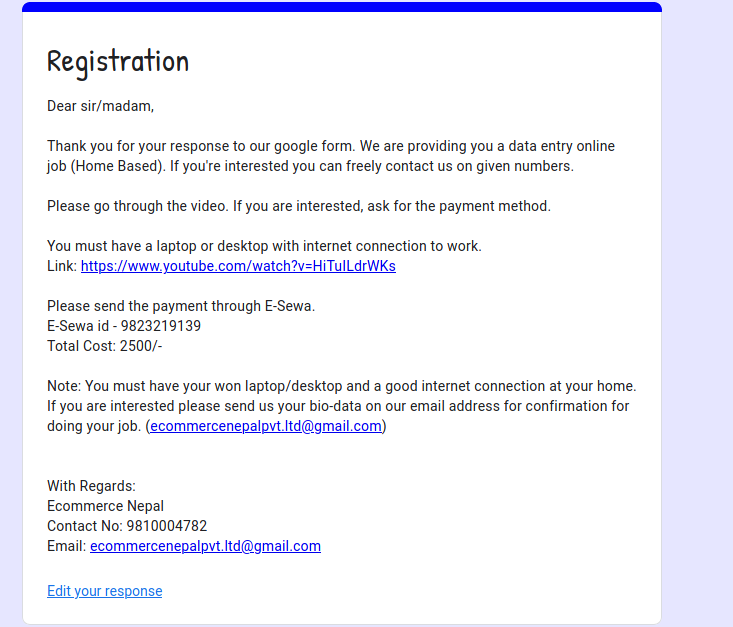 Registration
Dear sir/madam,
Thank you for your response to our google form. We are providing you a data entry online
job (Home Based). If you're interested you can freely contact us on given numbers.
Please go through the video. If you are interested, ask for the payment method.
You must have a laptop or desktop with internet connection to work.
Link: https://www.youtube.com/watch?v=HiTulLdrWKs
Please send the payment through E-Sewa.
E-Sewa id - 9823219139
Total Cost: 2500/-
Note: You must have your won laptop/desktop and a good internet connection at your home.
If you are interested please send us your bio-data on our email address for confirmation for
doing your job. (ecommercenepalpvt.ltd@gmail.com)
With Regards:
Ecommerce Nepal
Contact No: 9810004782
Email: ecommercenepalpvt.ltd@gmail.com
Edit your response